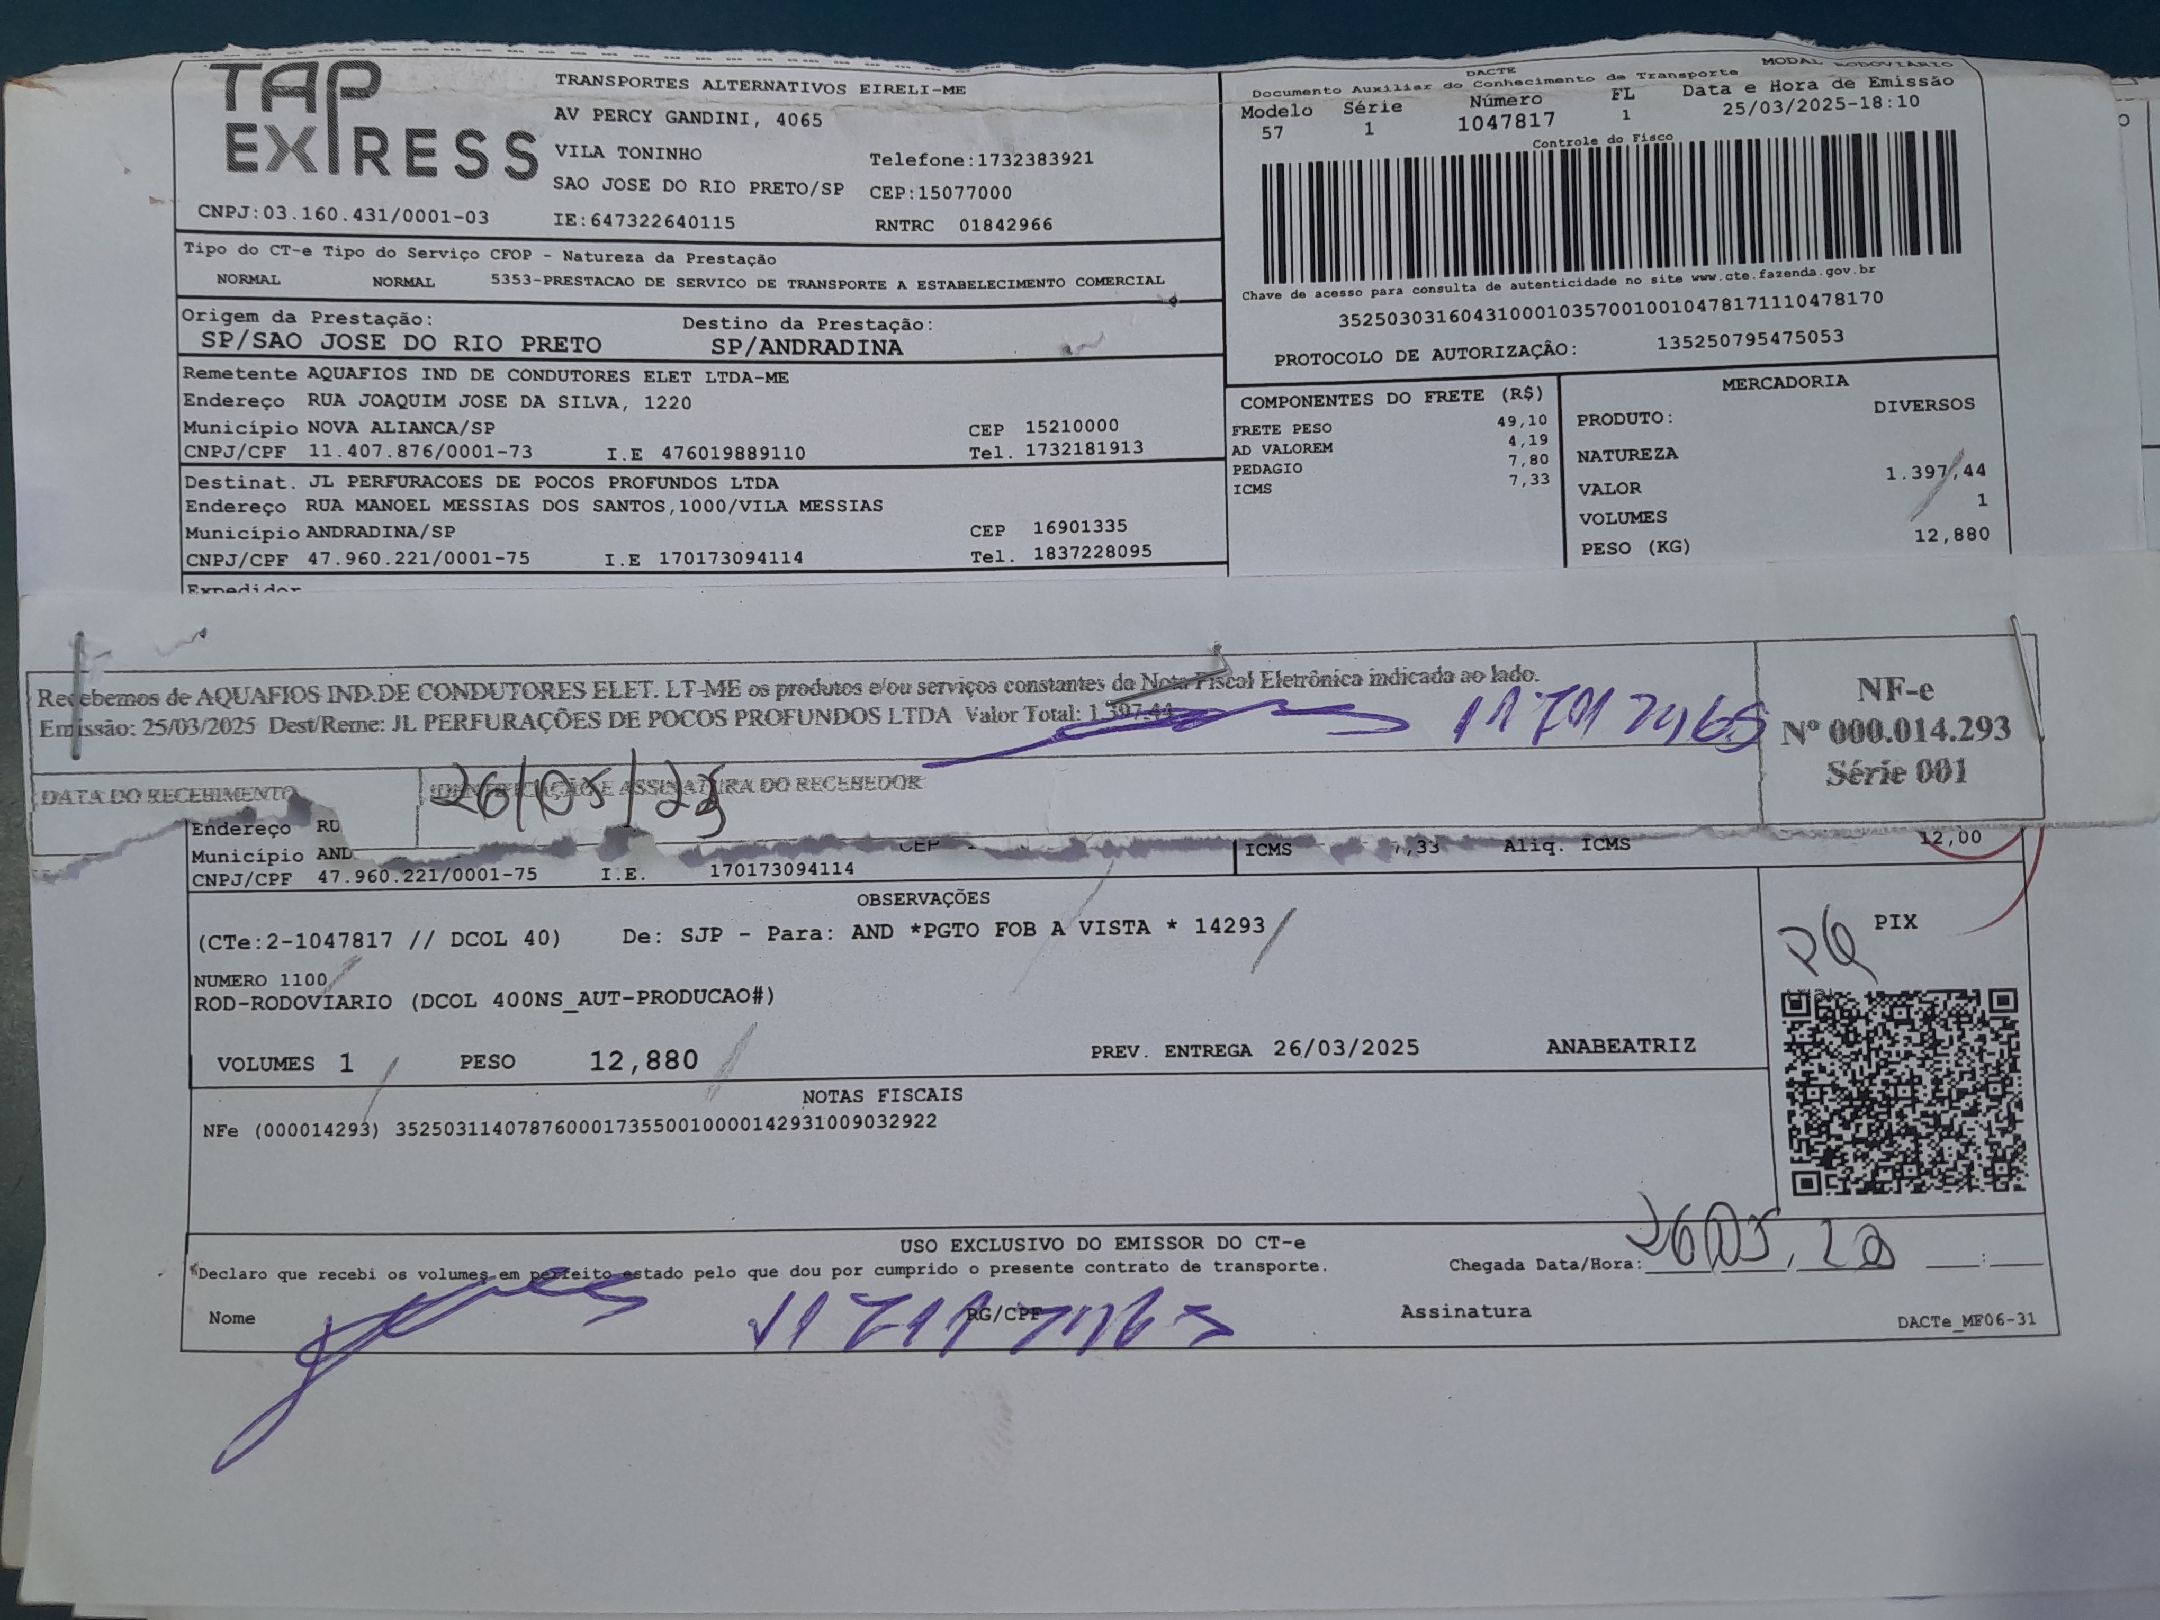 TAP EXPRESS
TRANSPORTES ALTERNATIVOS EIRELI-ME
AV PERCY GANDINI, 4065
VILA TONINHO
Telefone:1732383921
SAO JOSE DO RIO PRETO/SP CEP:15077000
CNPJ:03.160.431/0001-03 IE:647322640115 RNTRC 01842966
DACTE MODAL RODOVIÁRIO
Documento Auxiliar do Conhecimento de Transporte
Modelo Série Número FL Data e Hora de Emissão
57 1 1047817 1 25/03/2025-18:10
Controle do Fisco
Chave de acesso para consulta de autenticidade no site www.cte.fazenda.gov.br
35250303160431000103570010010478171110478170
PROTOCOLO DE AUTORIZAÇÂO: 135250795475053
Tipo do CT-e Tipo do Serviço CFOP - Natureza da Prestação
NORMAL NORMAL 5353-PRESTACAO DE SERVICO DE TRANSPORTE A ESTABELECIMENTO COMERCIAL
Origem da Prestação: Destino da Prestação:
SP/SAO JOSE DO RIO PRETO SP/ANDRADINA
Remetente AQUAFIOS IND DE CONDUTORES ELET LTDA-ME
Endereço RUA JOAQUIM JOSE DA SILVA, 1220
Município NOVA ALIANCA/SP CEP 15210000
CNPJ/CPF 11.407.876/0001-73 I.E 476019889110 Tel. 1732181913
Destinat. JL PERFURACOES DE POCOS PROFUNDOS LTDA
Endereço RUA MANOEL MESSIAS DOS SANTOS,1000/VILA MESSIAS
Município ANDRADINA/SP CEP 16901335
CNPJ/CPF 47.960.221/0001-75 I.E 170173094114 Tel. 1837228095
Expedidor
COMPONENTES DO FRETE (R$)
FRETE PESO 49,10
AD VALOREM 4,19
PEDAGIO 7,80
ICMS 7,33
MERCADORIA
PRODUTO: DIVERSOS
NATUREZA
VALOR 1.397,44
VOLUMES 1
PESO (KG) 12,880
Recebemos de AQUAFIOS IND.DE CONDUTORES ELET. LT-ME os produtos e/ou serviços constantes da Nota Fiscal Eletrônica indicada ao lado.
Emissão: 25/03/2025 Dest/Reme: JL PERFURAÇÕES DE POCOS PROFUNDOS LTDA Valor Total: 1.397,44
NF-e
Nº 000.014.293
Série 001
DATA DO RECEBIMENTO IDENTIFICAÇÃO E ASSINATURA DO RECEBEDOR
26/03/25
Endereço RU
Município AND CEP
CNPJ/CPF 47.960.221/0001-75 I.E. 170173094114
ICMS ,33 Aliq. ICMS 12,00
OBSERVAÇÕES
(CTe:2-1047817 // DCOL 40) De: SJP - Para: AND *PGTO FOB A VISTA * 14293
NUMERO 1100
ROD-RODOVIARIO (DCOL 400NS_AUT-PRODUCAO#)
VOLUMES 1 PESO 12,880 PREV. ENTREGA 26/03/2025 ANABEATRIZ
PIX
NOTAS FISCAIS
NFe (000014293) 35250311407876000173550010000142931009032922
USO EXCLUSIVO DO EMISSOR DO CT-e
Declaro que recebi os volumes em perfeito estado pelo que dou por cumprido o presente contrato de transporte.
Chegada Data/Hora:
Nome RG/CPF Assinatura
DACTe_MF06-31